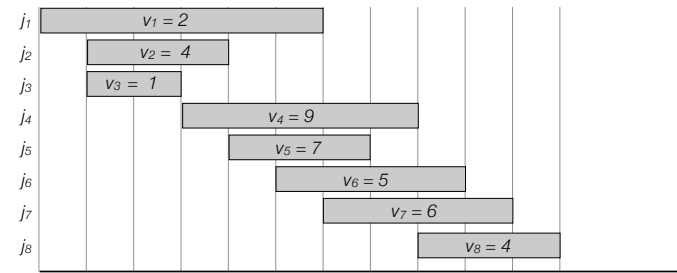 j₁ v₁ = 2
j₂ v₂ = 4
j₃ v₃ = 1
j₄ v₄ = 9
j₅ v₅ = 7
j₆ v₆ = 5
j₇ v₇ = 6
j₈ v₈ = 4